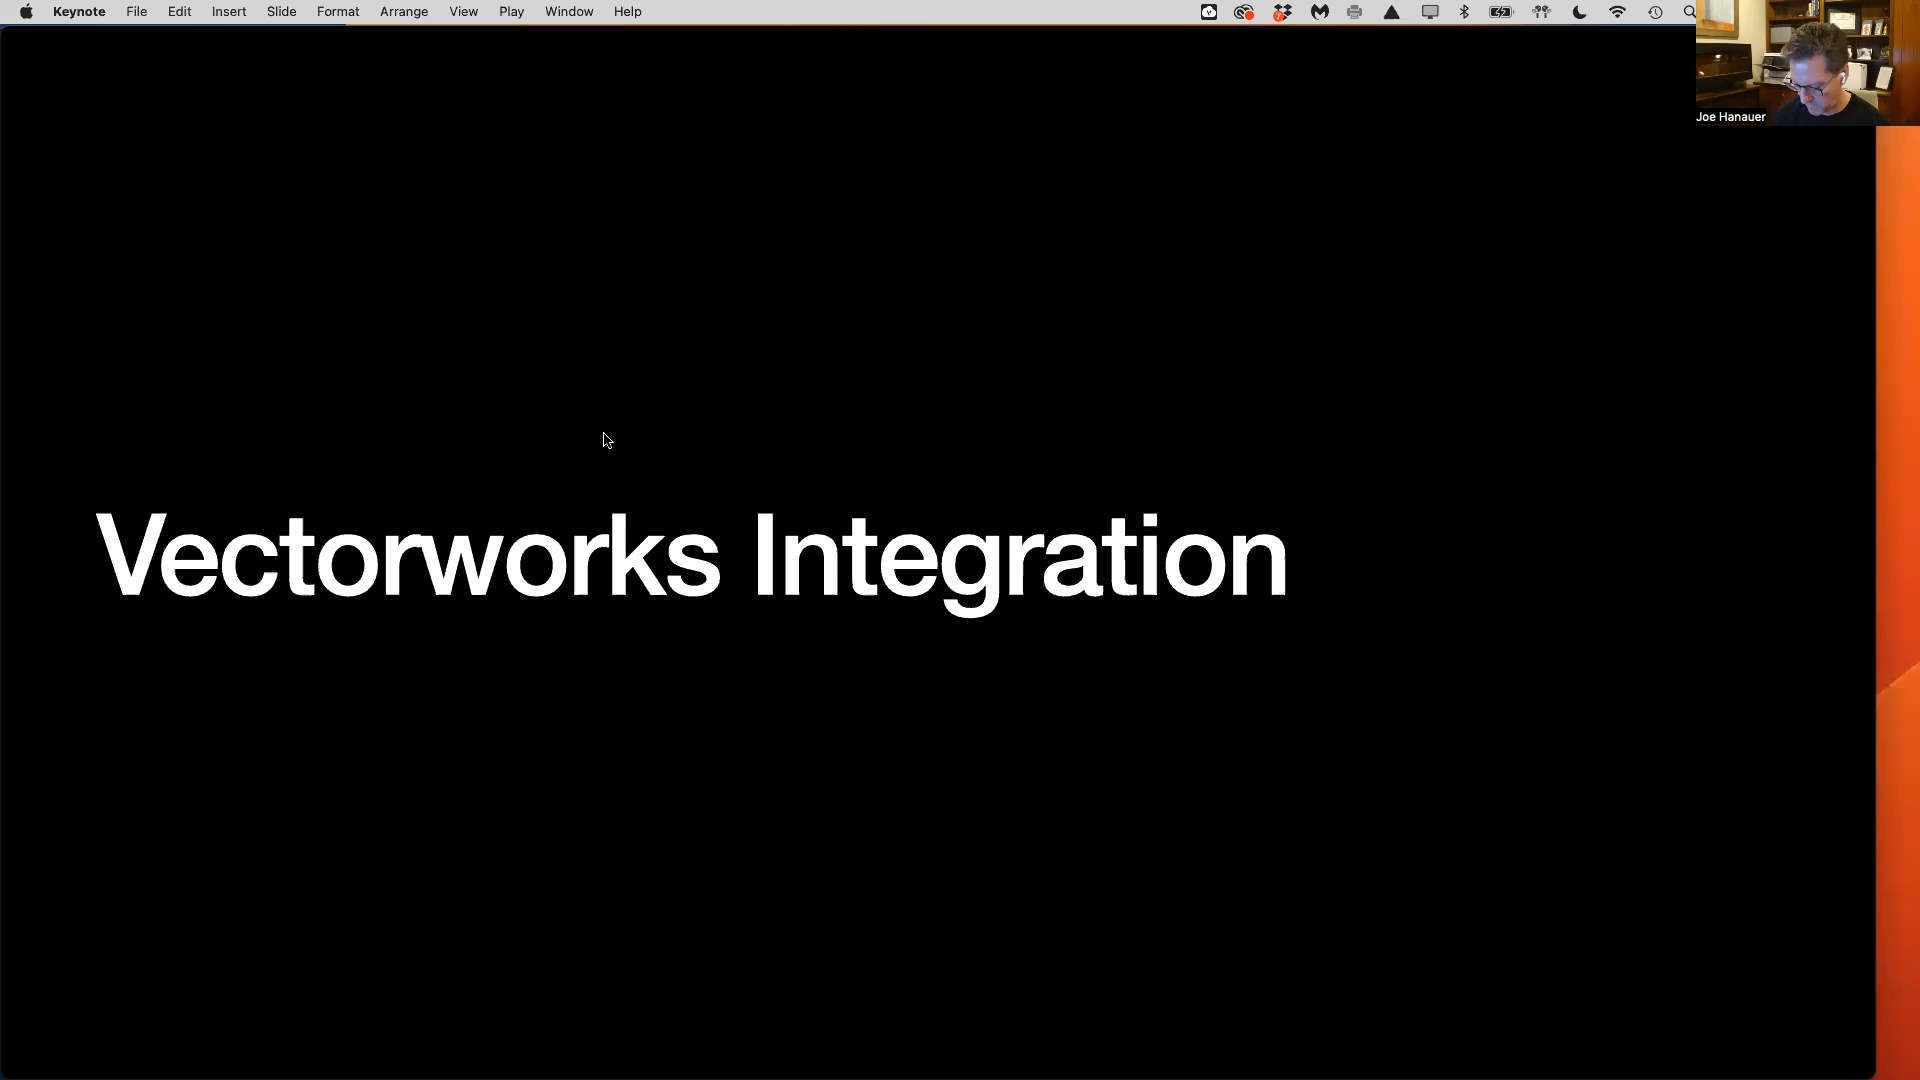 Keynote File Edit Insert Slide Format Arrange View Play Window Help
Joe Hanauer
Vectorworks Integration